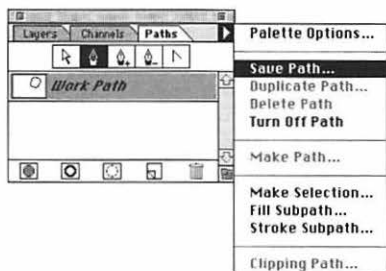 Layers Channels Paths
Work Path
Palette Options...
Save Path...
Duplicate Path...
Delete Path
Turn Off Path
Make Path...
Make Selection...
Fill Subpath...
Stroke Subpath...
Clipping Path...